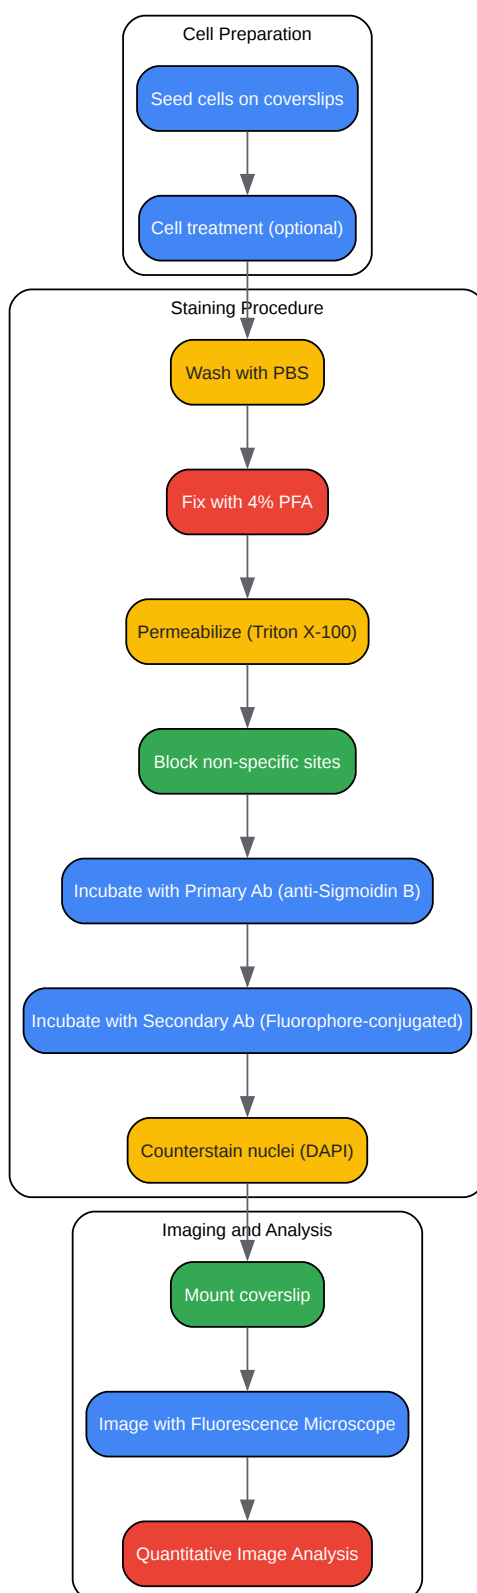 Cell Preparation
Seed cells on coverslips
Cell treatment (optional)
Staining Procedure
Wash with PBS
Fix with 4% PFA
Permeabilize (Triton X-100)
Block non-specific sites
Incubate with Primary Ab (anti-Sigmoidin B)
Incubate with Secondary Ab (Fluorophore-conjugated)
Counterstain nuclei (DAPI)
Imaging and Analysis
Mount coverslip
Image with Fluorescence Microscope
Quantitative Image Analysis